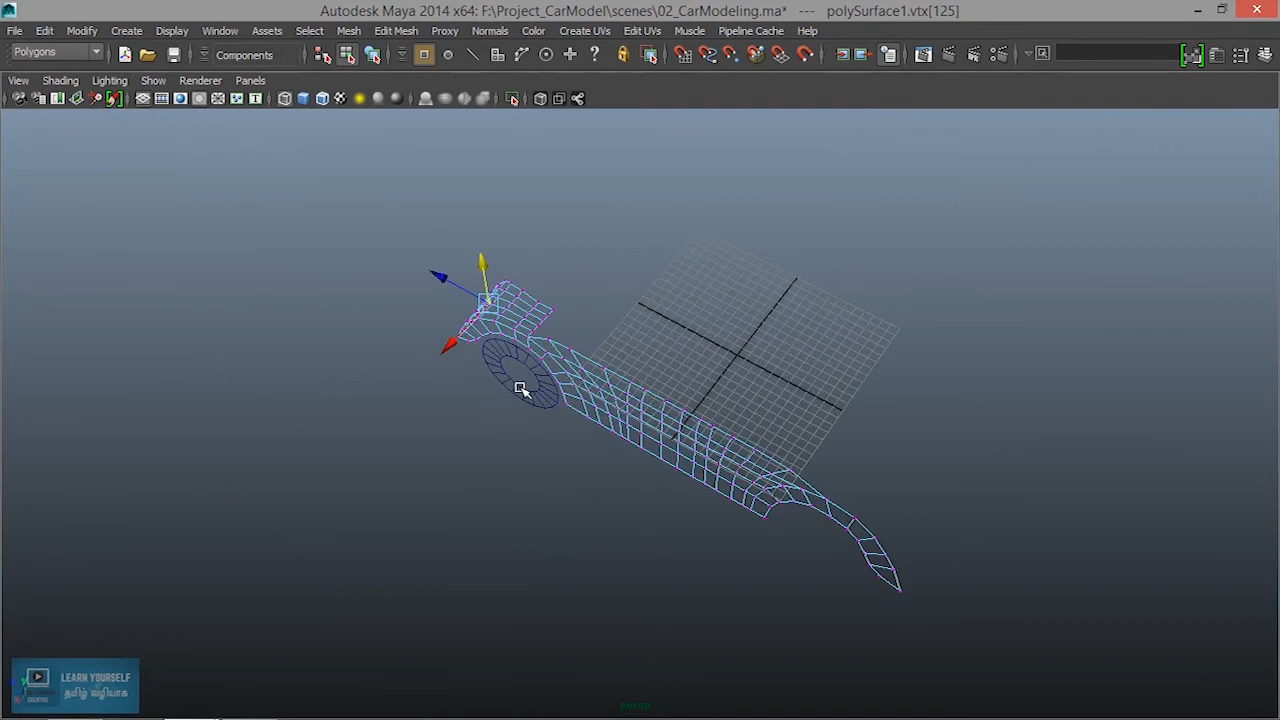 Autodesk Maya 2014 x64: F:\Project_CarModel\scenes\02_CarModeling.ma* --- polySurface1.vtx[125]
File Edit Modify Create Display Window Assets Select Mesh Edit Mesh Proxy Normals Color Create UVs Edit UVs Muscle Pipeline Cache Help
Polygons Components
View Shading Lighting Show Renderer Panels
LEARN YOURSELF
தமிழ் வழியாக
persp